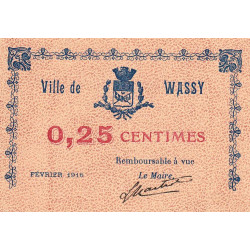 Ville de WASSY
0,25 CENTIMES
Remboursable à vue
FÉVRIER 1916 Le Maire,